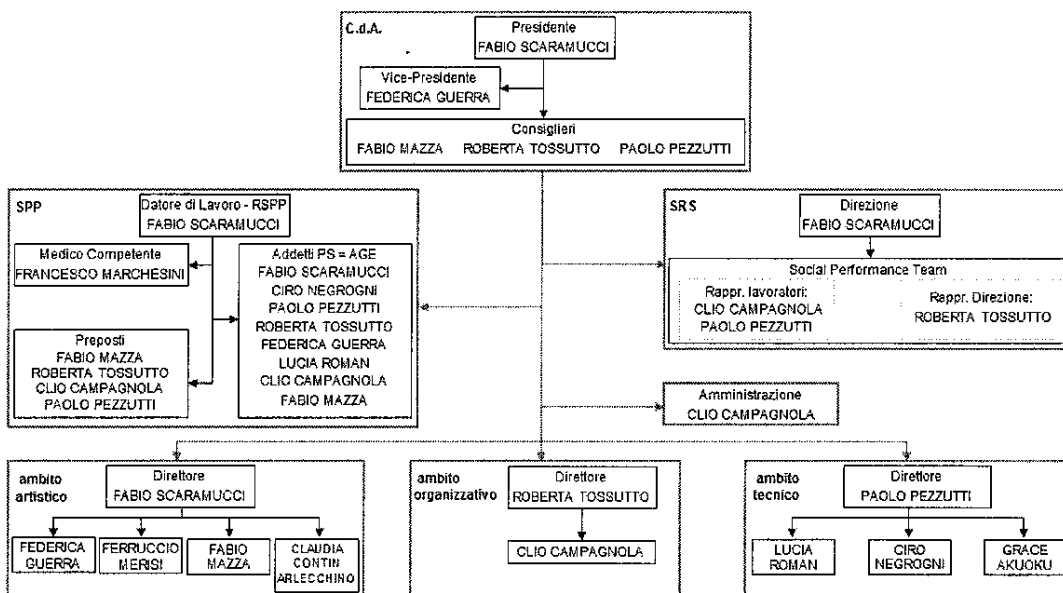 C.d.A.
Presidente
FABIO SCARAMUCCI
Vice-Presidente
FEDERICA GUERRA
Consiglieri
FABIO MAZZA ROBERTA TOSSUTTO PAOLO PEZZUTTI
SPP
Datore di Lavoro - RSPP
FABIO SCARAMUCCI
Medico Competente
FRANCESCO MARCHESINI
Addetti PS = AGE
FABIO SCARAMUCCI
CIRO NEGROGNI
PAOLO PEZZUTTI
ROBERTA TOSSUTTO
FEDERICA GUERRA
LUCIA ROMAN
CLIO CAMPAGNOLA
FABIO MAZZA
Preposti
FABIO MAZZA
ROBERTA TOSSUTTO
CLIO CAMPAGNOLA
PAOLO PEZZUTTI
SRS
Direzione
FABIO SCARAMUCCI
Social Performance Team
Rappr. lavoratori:
CLIO CAMPAGNOLA
PAOLO PEZZUTTI
Rappr. Direzione:
ROBERTA TOSSUTTO
Amministrazione
CLIO CAMPAGNOLA
ambito
artistico
Direttore
FABIO SCARAMUCCI
FEDERICA
GUERRA
FERRUCCIO
MERISI
FABIO
MAZZA
CLAUDIA
CONTIN
ARLECCHINO
ambito
organizzativo
Direttore
ROBERTA TOSSUTTO
CLIO CAMPAGNOLA
ambito
tecnico
Direttore
PAOLO PEZZUTTI
LUCIA
ROMAN
CIRO
NEGROGNI
GRACE
AKUOKU